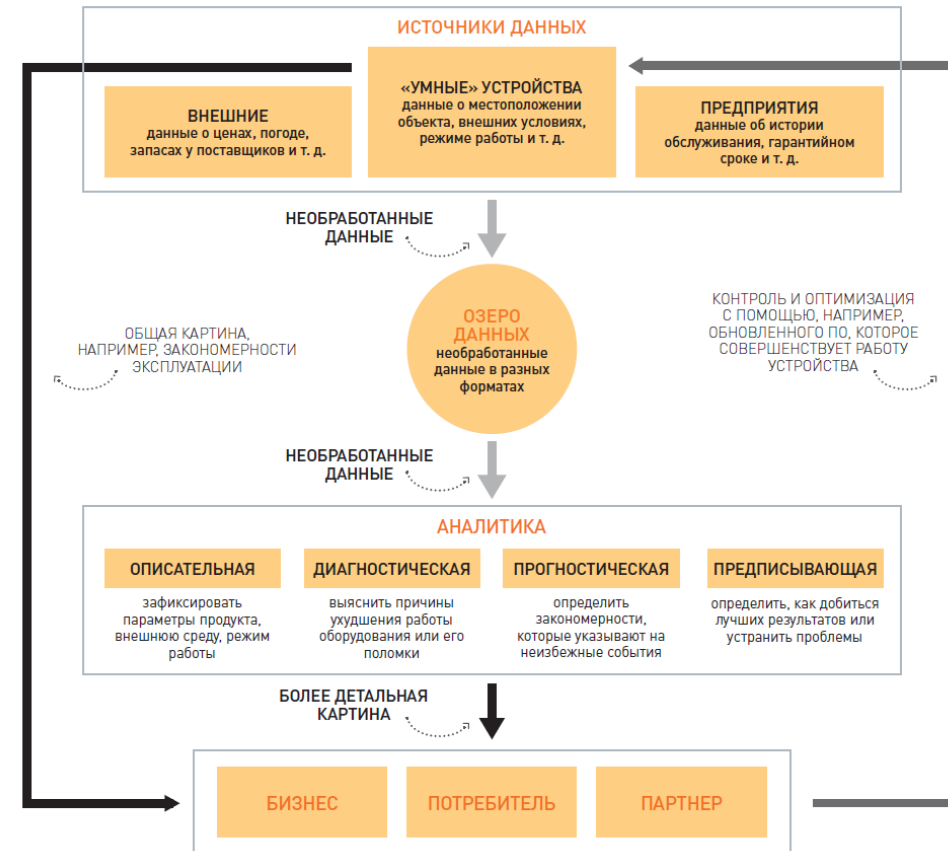 ИСТОЧНИКИ ДАННЫХ
ВНЕШНИЕ
данные о ценах, погоде,
запасах у поставщиков и т. д.
«УМНЫЕ» УСТРОЙСТВА
данные о местоположении
объекта, внешних условиях,
режиме работы и т. д.
ПРЕДПРИЯТИЯ
данные об истории
обслуживания, гарантийном
сроке и т. д.
НЕОБРАБОТАННЫЕ
ДАННЫЕ
ОБЩАЯ КАРТИНА,
НАПРИМЕР, ЗАКОНОМЕРНОСТИ
ЭКСПЛУАТАЦИИ
ОЗЕРО
ДАННЫХ
необработанные
данные в разных
форматах
КОНТРОЛЬ И ОПТИМИЗАЦИЯ
С ПОМОЩЬЮ, НАПРИМЕР,
ОБНОВЛЕННОГО ПО, КОТОРОЕ
СОВЕРШЕНСТВУЕТ РАБОТУ
УСТРОЙСТВА
НЕОБРАБОТАННЫЕ
ДАННЫЕ
АНАЛИТИКА
ОПИСАТЕЛЬНАЯ
зафиксировать
параметры продукта,
внешнюю среду, режим
работы
ДИАГНОСТИЧЕСКАЯ
выяснить причины
ухудшения работы
оборудования или его
поломки
ПРОГНОСТИЧЕСКАЯ
определить
закономерности,
которые указывают на
неизбежные события
ПРЕДПИСЫВАЮЩАЯ
определить, как добиться
лучших результатов или
устранить проблемы
БОЛЕЕ ДЕТАЛЬНАЯ
КАРТИНА
БИЗНЕС
ПОТРЕБИТЕЛЬ
ПАРТНЕР